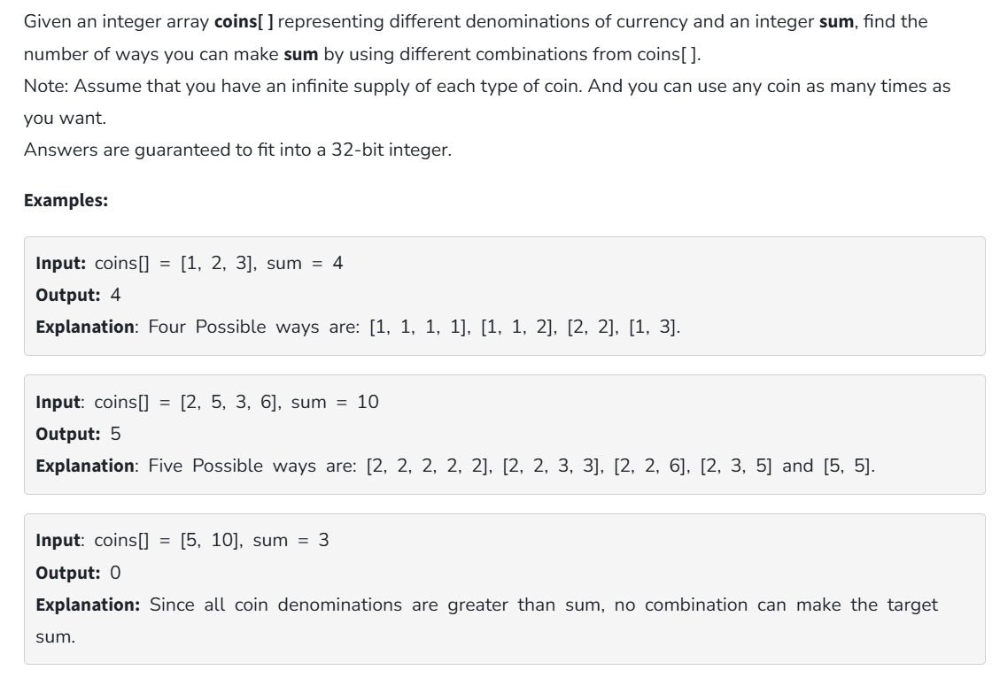 Given an integer array coins[ ] representing different denominations of currency and an integer sum, find the
number of ways you can make sum by using different combinations from coins[ ].
Note: Assume that you have an infinite supply of each type of coin. And you can use any coin as many times as
you want.
Answers are guaranteed to fit into a 32-bit integer.
Examples:
Input: coins[] = [1, 2, 3], sum = 4
Output: 4
Explanation: Four Possible ways are: [1, 1, 1, 1], [1, 1, 2], [2, 2], [1, 3].
Input: coins[] = [2, 5, 3, 6], sum = 10
Output: 5
Explanation: Five Possible ways are: [2, 2, 2, 2, 2], [2, 2, 3, 3], [2, 2, 6], [2, 3, 5] and [5, 5].
Input: coins[] = [5, 10], sum = 3
Output: 0
Explanation: Since all coin denominations are greater than sum, no combination can make the target
sum.